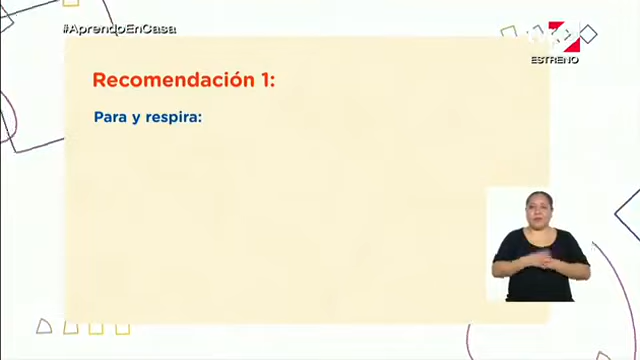 #AprendoEnCasa
ESTRENO
Recomendación 1:
Para y respira: